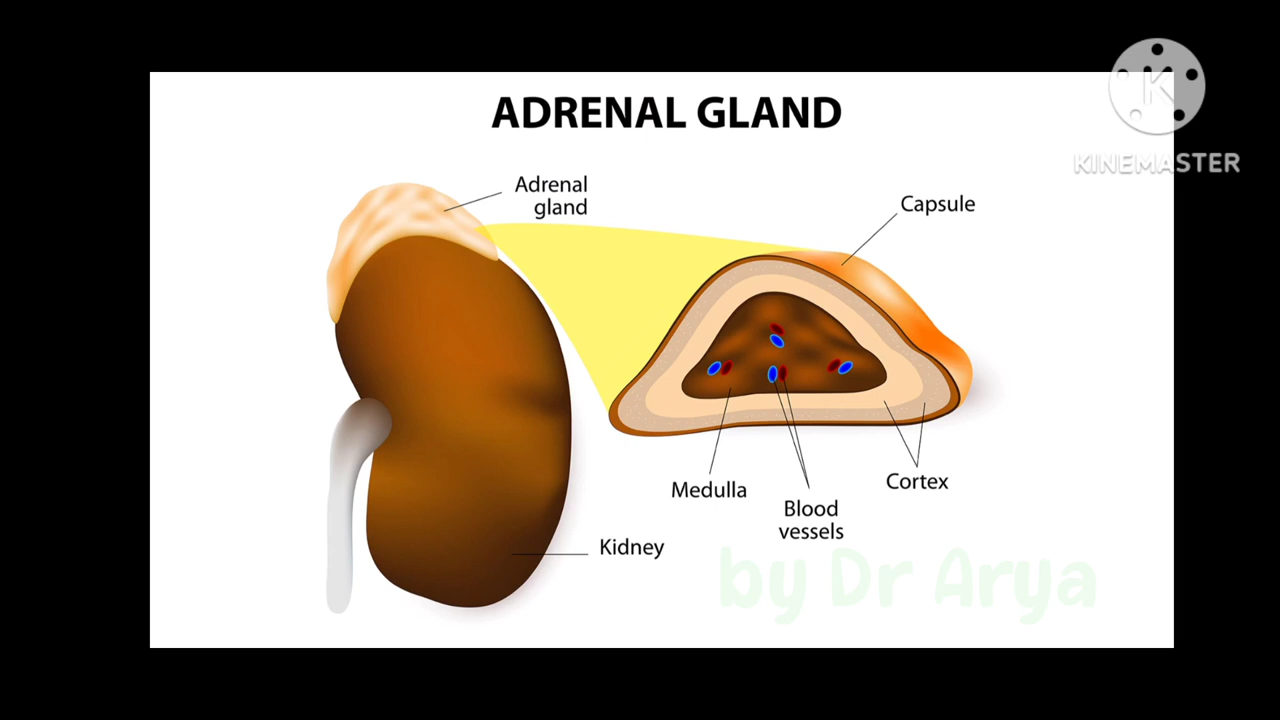 ADRENAL GLAND
K
KINEMASTER
Adrenal
gland
Capsule
Medulla
Blood
vessels
Cortex
Kidney
by Dr Arya